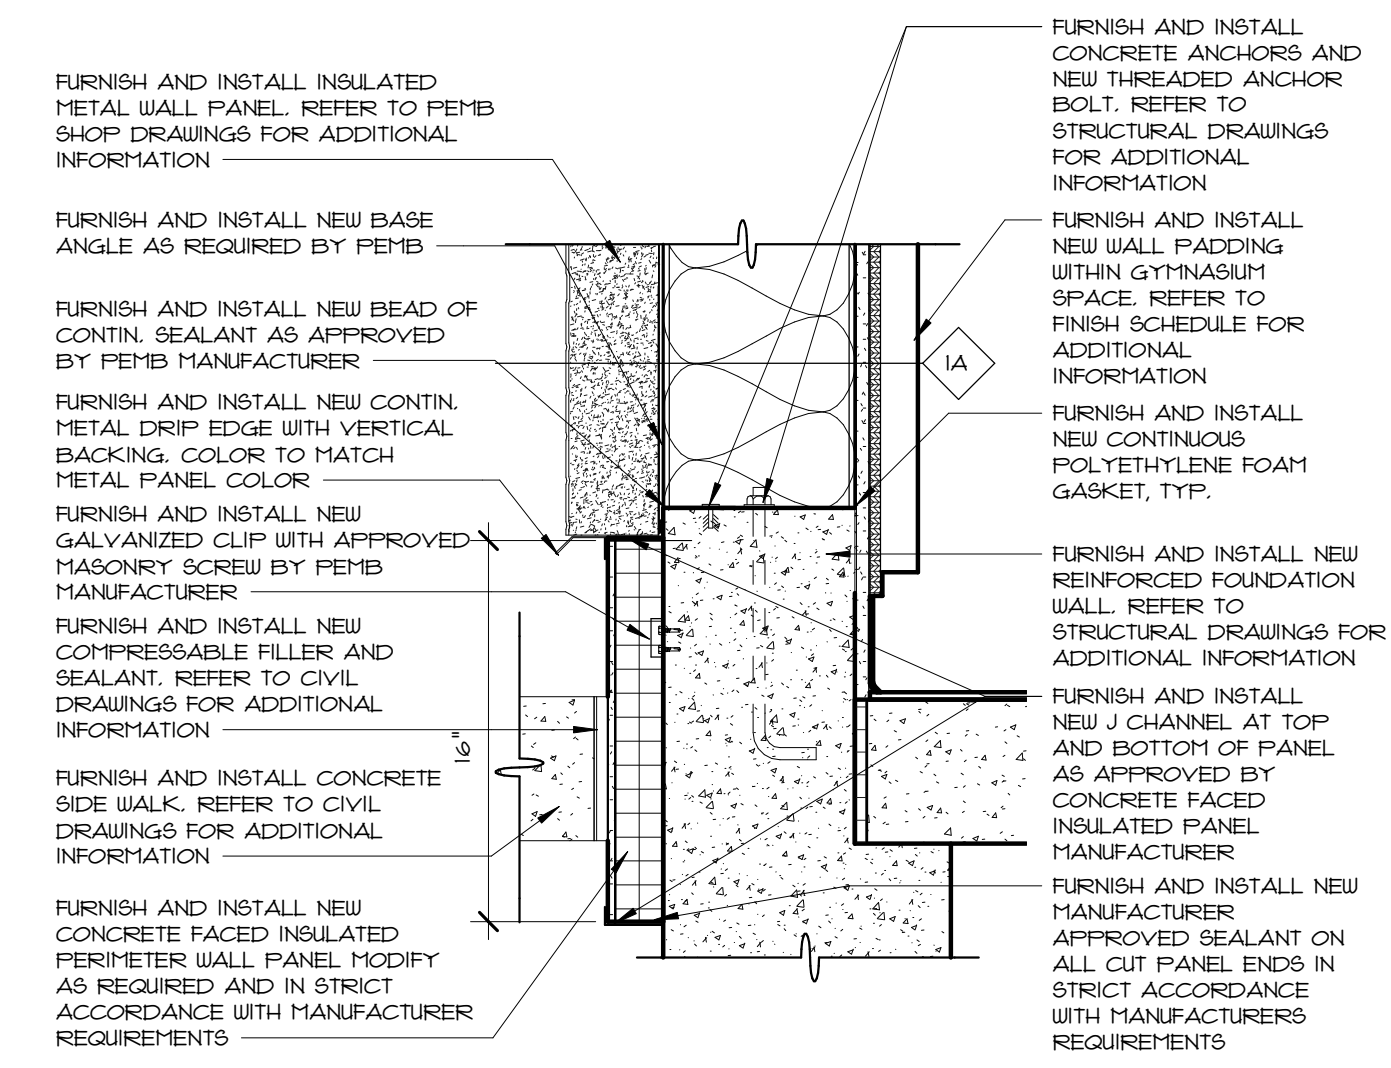 FURNISH AND INSTALL INSULATED
METAL WALL PANEL. REFER TO PEMB
SHOP DRAWINGS FOR ADDITIONAL
INFORMATION
FURNISH AND INSTALL NEW BASE
ANGLE AS REQUIRED BY PEMB
FURNISH AND INSTALL NEW BEAD OF
CONTIN. SEALANT AS APPROVED
BY PEMB MANUFACTURER
FURNISH AND INSTALL NEW CONTIN.
METAL DRIP EDGE WITH VERTICAL
BACKING. COLOR TO MATCH
METAL PANEL COLOR
FURNISH AND INSTALL NEW
GALVANIZED CLIP WITH APPROVED
MASONRY SCREW BY PEMB
MANUFACTURER
FURNISH AND INSTALL NEW
COMPRESSABLE FILLER AND
SEALANT. REFER TO CIVIL
DRAWINGS FOR ADDITIONAL
INFORMATION
FURNISH AND INSTALL CONCRETE
SIDE WALK. REFER TO CIVIL
DRAWINGS FOR ADDITIONAL
INFORMATION
FURNISH AND INSTALL NEW
CONCRETE FACED INSULATED
PERIMETER WALL PANEL MODIFY
AS REQUIRED AND IN STRICT
ACCORDANCE WITH MANUFACTURER
REQUIREMENTS
16"
1A
FURNISH AND INSTALL
CONCRETE ANCHORS AND
NEW THREADED ANCHOR
BOLT. REFER TO
STRUCTURAL DRAWINGS
FOR ADDITIONAL
INFORMATION
FURNISH AND INSTALL
NEW WALL PADDING
WITHIN GYMNASIUM
SPACE. REFER TO
FINISH SCHEDULE FOR
ADDITIONAL
INFORMATION
FURNISH AND INSTALL
NEW CONTINUOUS
POLYETHYLENE FOAM
GASKET, TYP.
FURNISH AND INSTALL NEW
REINFORCED FOUNDATION
WALL. REFER TO
STRUCTURAL DRAWINGS FOR
ADDITIONAL INFORMATION
FURNISH AND INSTALL
NEW J CHANNEL AT TOP
AND BOTTOM OF PANEL
AS APPROVED BY
CONCRETE FACED
INSULATED PANEL
MANUFACTURER
FURNISH AND INSTALL NEW
MANUFACTURER
APPROVED SEALANT ON
ALL CUT PANEL ENDS IN
STRICT ACCORDANCE
WITH MANUFACTURERS
REQUIREMENTS